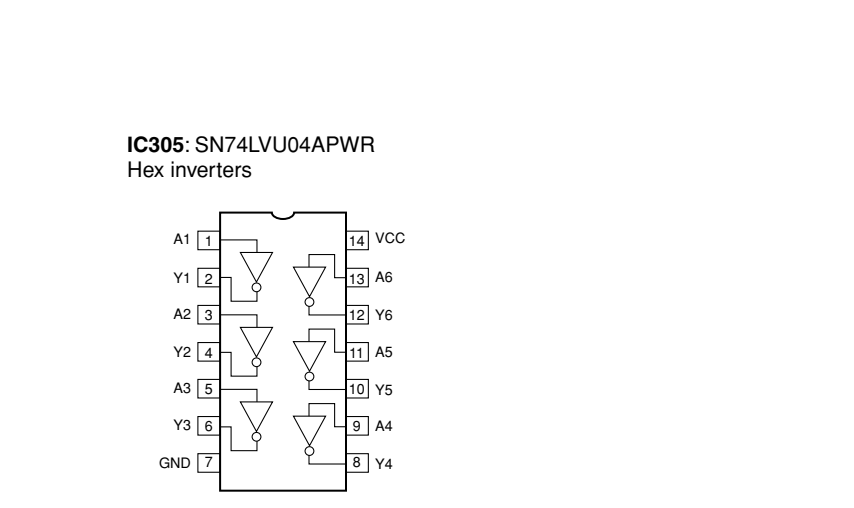 IC305: SN74LVU04APWR
Hex inverters
A1 1 14 VCC
Y1 2 13 A6
A2 3 12 Y6
Y2 4 11 A5
A3 5 10 Y5
Y3 6 9 A4
GND 7 8 Y4